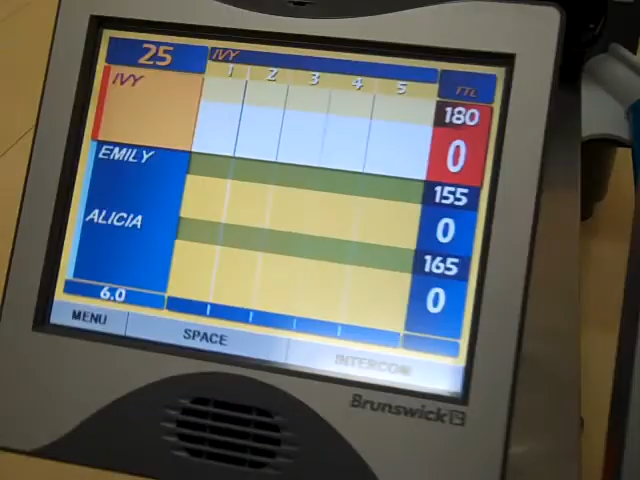 25 IVY
1 2 3 4 5 TTL
IVY 180
0
EMILY 155
0
ALICIA 165
0
6.0
MENU SPACE INTERCOM
Brunswick